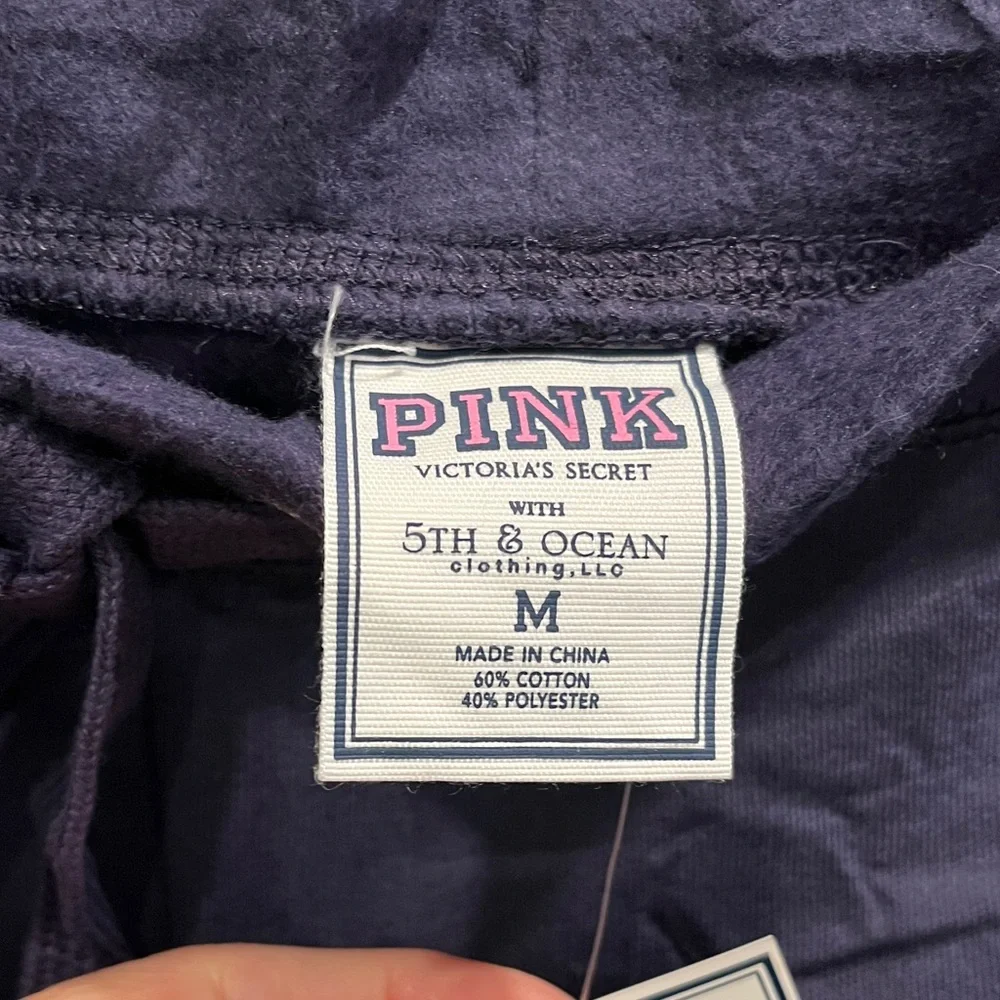 PINK
VICTORIA'S SECRET
WITH
5TH & OCEAN
clothing, LLC
M
MADE IN CHINA
60% COTTON
40% POLYESTER